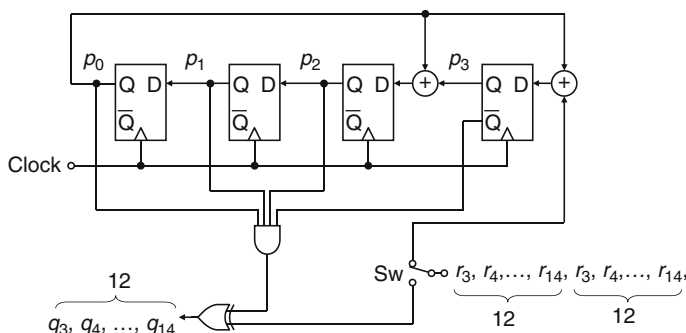 p0 p1 p2 p3
Q D Q D Q D Q D
Q̅ Q̅ Q̅ Q̅
Clock
Sw
r3, r4,…, r14, r3, r4,…, r14,
12 12
12
q3, q4, …, q14